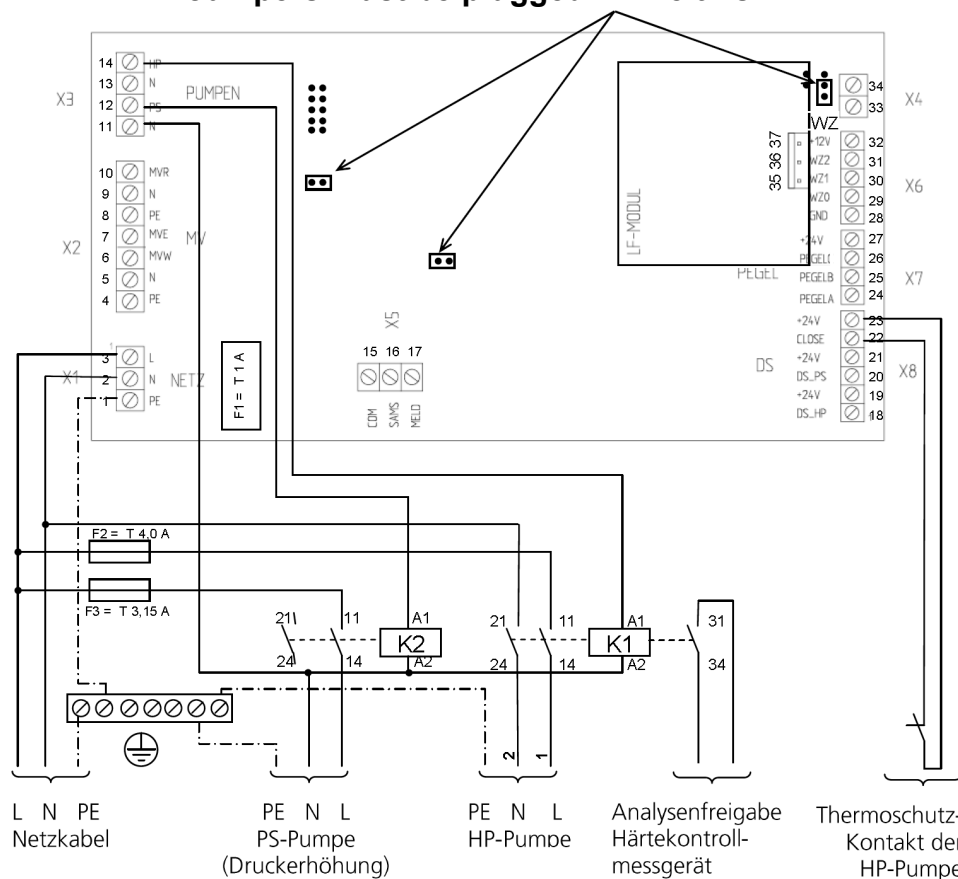 14 HP
13 N
12 PS
11 N
X3
PUMPEN
10 MVR
9 N
8 PE
7 MVE
6 MVW
5 N
4 PE
X2
MV
3 L
2 N
1 PE
X1
NETZ
F1 = T 1 A
X5
15 16 17
COM
SAMS
MELD
LF-MODUL
34
33
X4
WZ
35 36 37
+12V 32
WZ2 31
WZ1 30
WZ0 29
GND 28
X6
+24V 27
26
PEGELB 25
PEGELA 24
PEGEL
X7
+24V 23
CLOSE 22
+24V 21
DS_PS 20
+24V 19
DS_HP 18
DS
X8
F2 = T 4,0 A
F3 = T 3,15 A
21 11 A1
K2
24 14 A2
21 11 A1
K1
24 14 A2
31
34
2 1
L N PE
Netzkabel
PE N L
PS-Pumpe
(Druckerhöhung)
PE N L
HP-Pumpe
Analysenfreigabe
Härtekontroll-
messgerät
Thermoschutz-
Kontakt der
HP-Pumpe